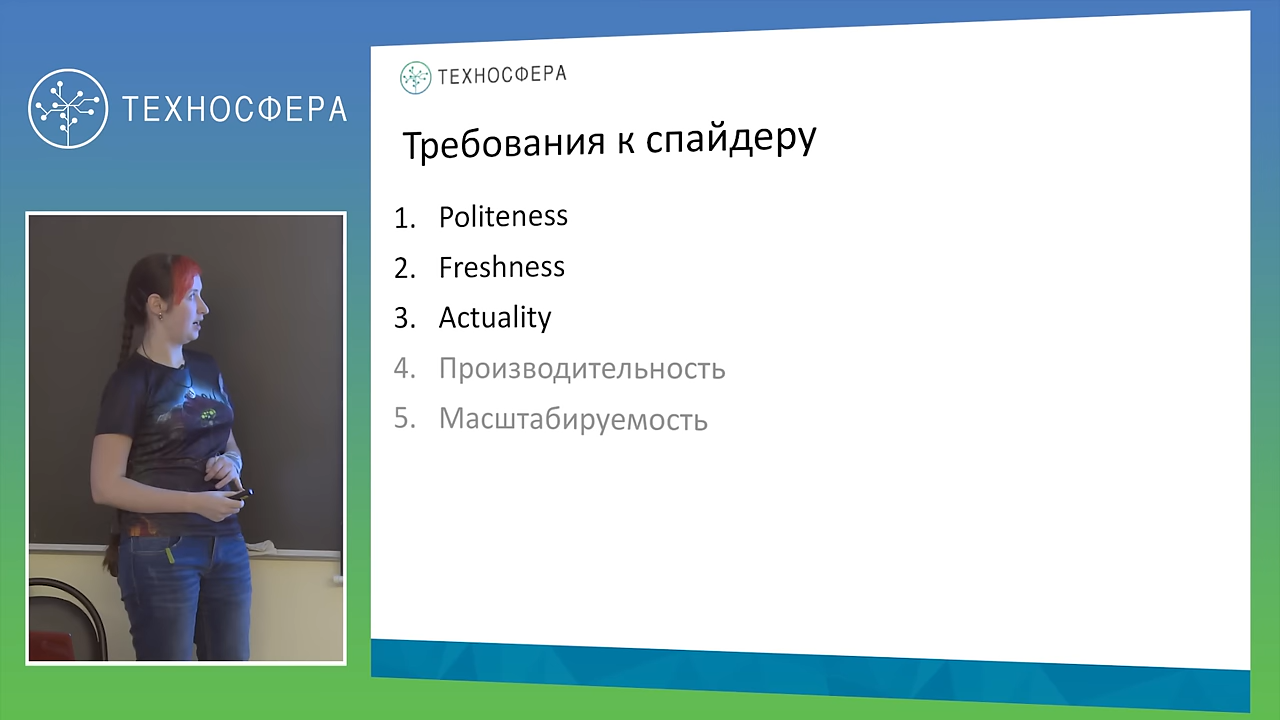 ТЕХНОСФЕРА
ТЕХНОСФЕРА
Требования к спайдеру
1. Politeness
2. Freshness
3. Actuality
4. Производительность
5. Масштабируемость